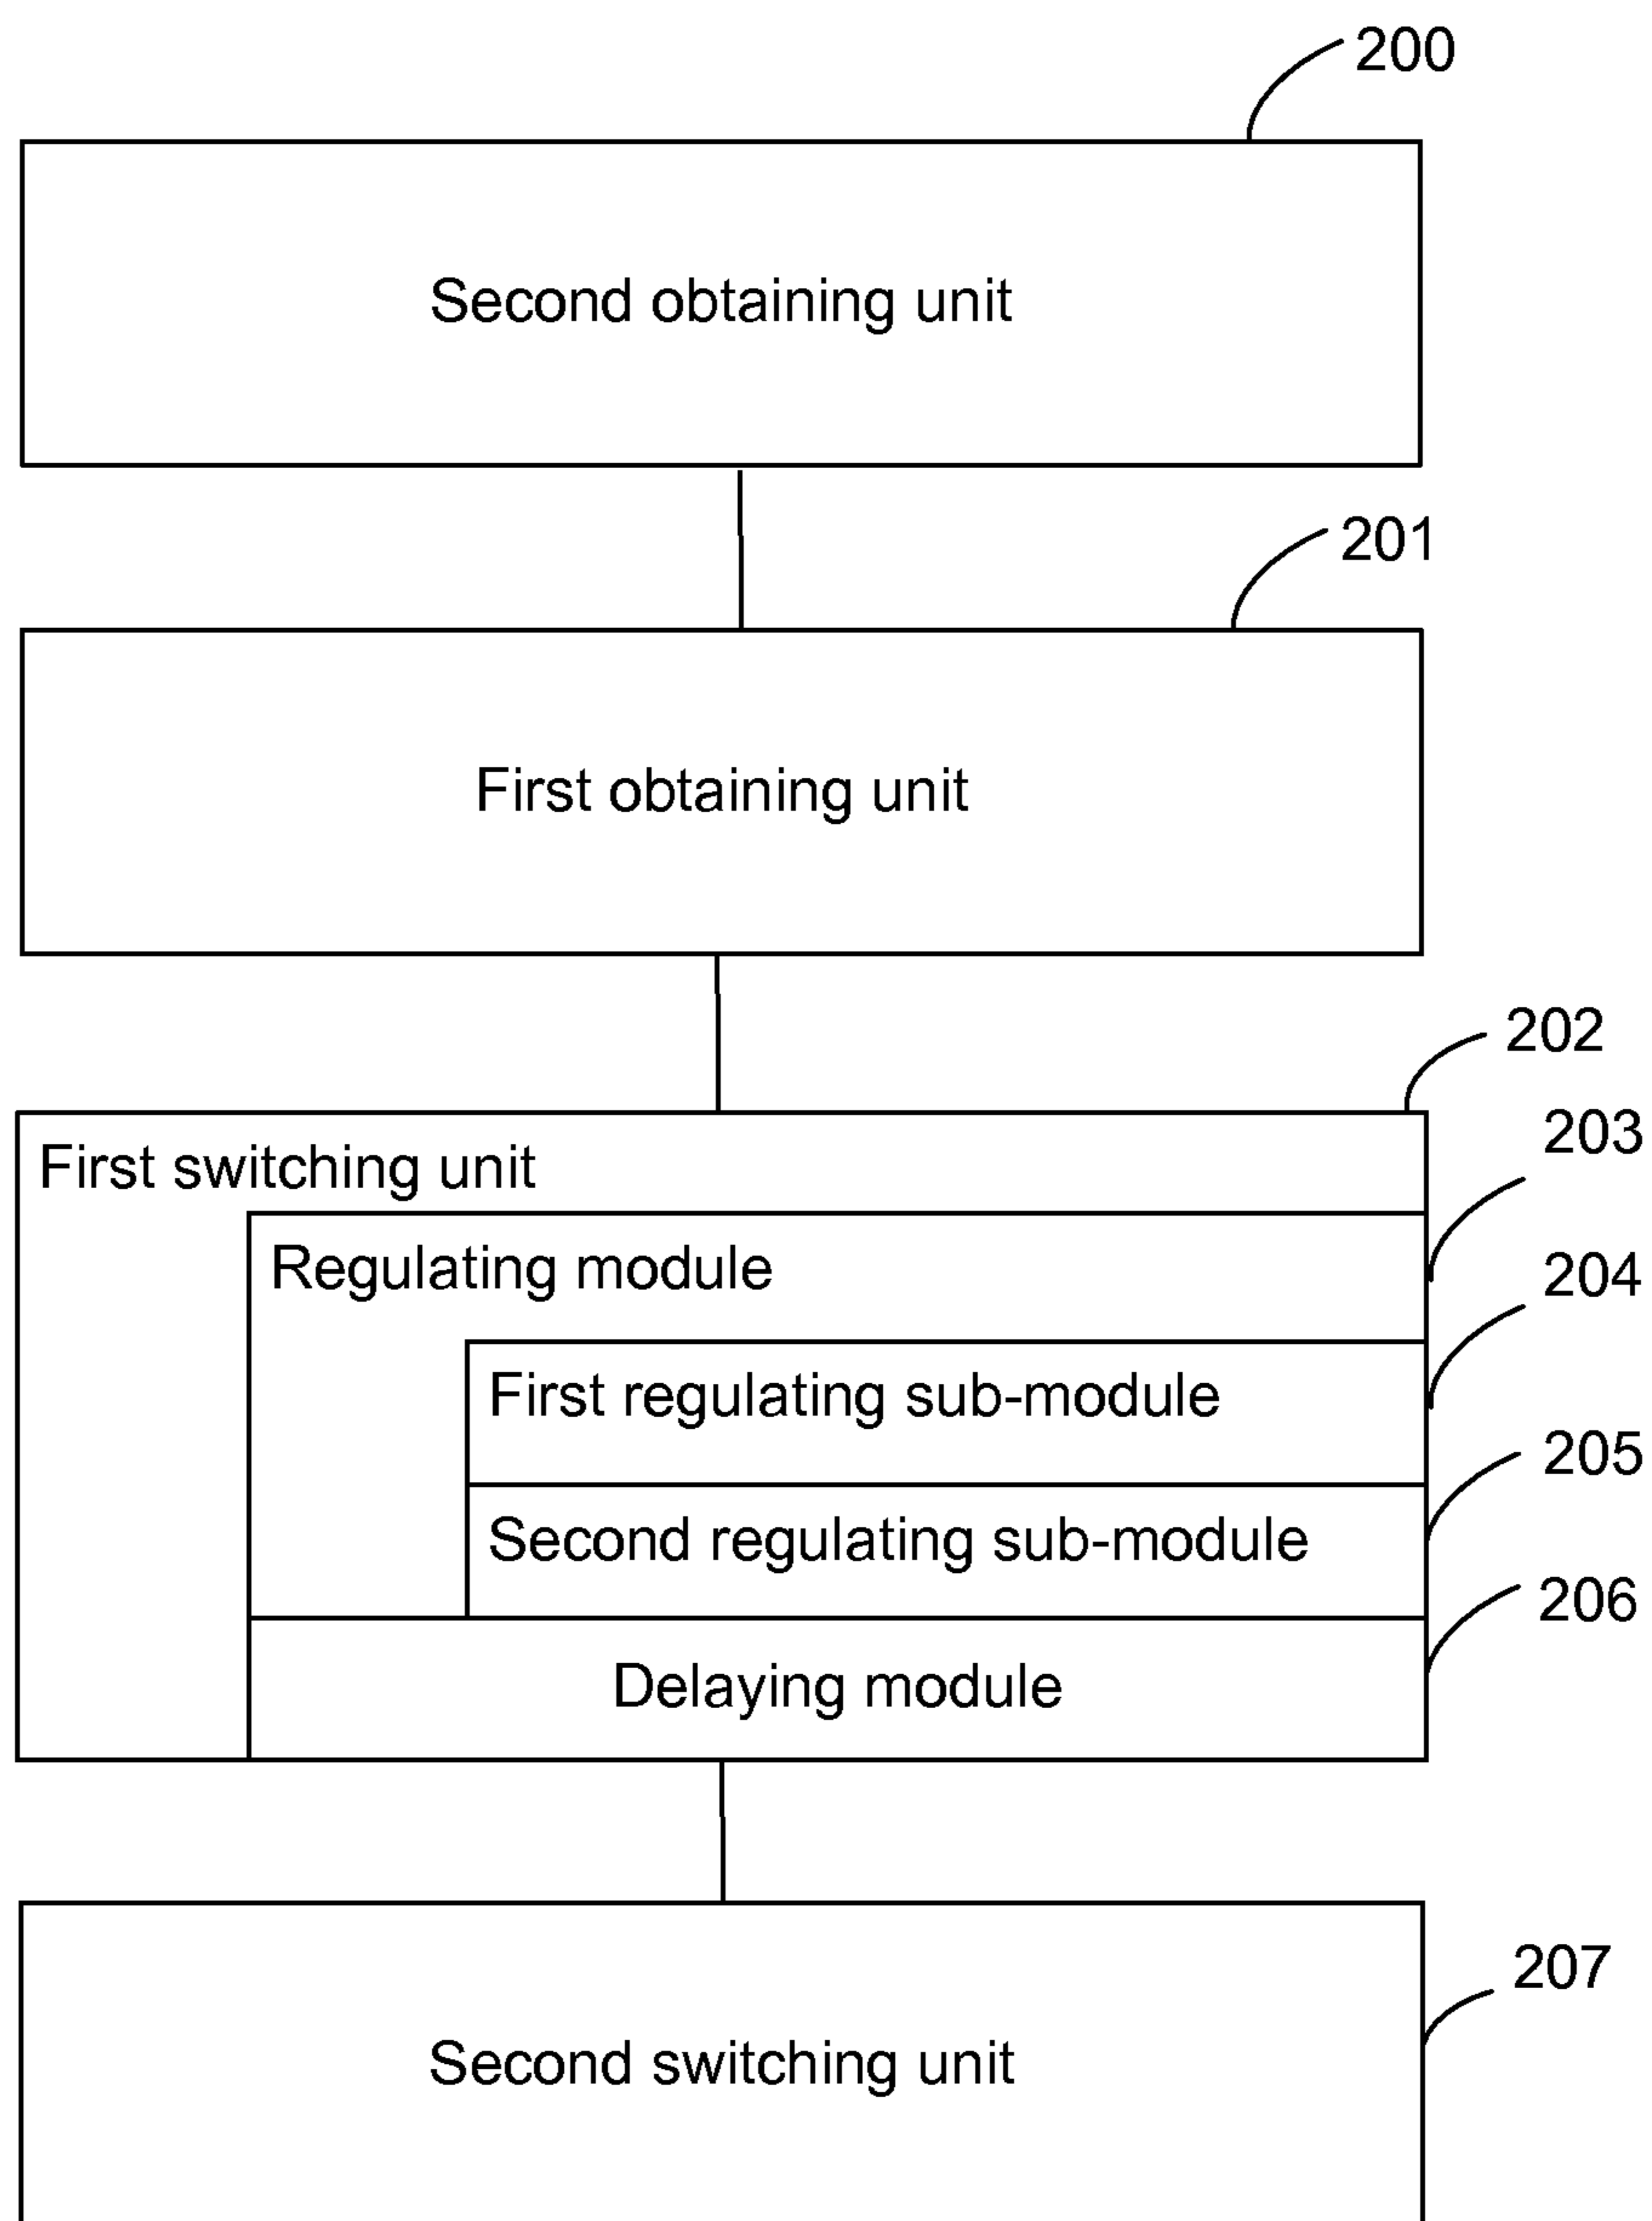 200
Second obtaining unit
201
First obtaining unit
202
First switching unit
203
Regulating module
204
First regulating sub-module
205
Second regulating sub-module
206
Delaying module
207
Second switching unit